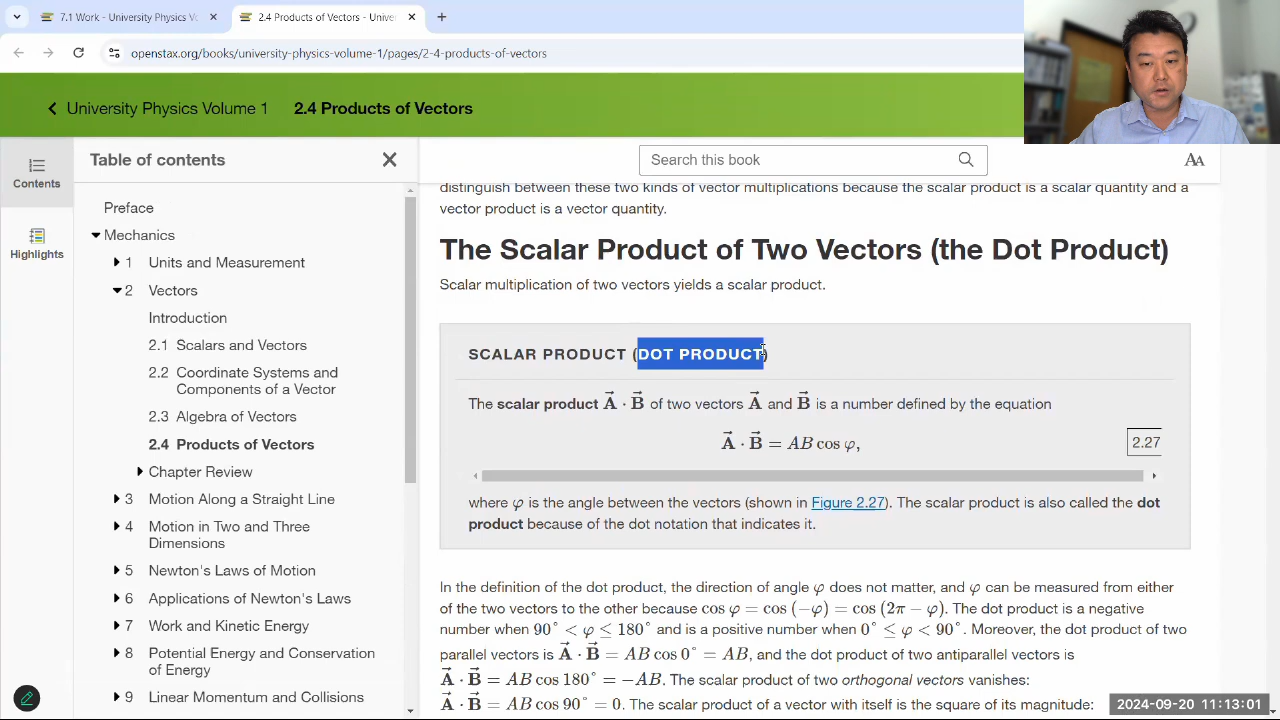 7.1 Work - University Physics V
2.4 Products of Vectors - Unive
openstax.org/books/university-physics-volume-1/pages/2-4-products-of-vectors
University Physics Volume 1
2.4 Products of Vectors
Contents
Highlights
Table of contents
Preface
Mechanics
1 Units and Measurement
2 Vectors
Introduction
2.1 Scalars and Vectors
2.2 Coordinate Systems and
Components of a Vector
2.3 Algebra of Vectors
2.4 Products of Vectors
Chapter Review
3 Motion Along a Straight Line
4 Motion in Two and Three
Dimensions
5 Newton's Laws of Motion
6 Applications of Newton's Laws
7 Work and Kinetic Energy
8 Potential Energy and Conservation
of Energy
9 Linear Momentum and Collisions
Search this book
AA
distinguish between these two kinds of vector multiplications because the scalar product is a scalar quantity and a
vector product is a vector quantity.
The Scalar Product of Two Vectors (the Dot Product)
Scalar multiplication of two vectors yields a scalar product.
SCALAR PRODUCT (DOT PRODUCT)
The scalar product A⃗ · B⃗ of two vectors A⃗ and B⃗ is a number defined by the equation
A⃗ · B⃗ = AB cos φ,
2.27
where φ is the angle between the vectors (shown in Figure 2.27). The scalar product is also called the dot
product because of the dot notation that indicates it.
In the definition of the dot product, the direction of angle φ does not matter, and φ can be measured from either
of the two vectors to the other because cos φ = cos (−φ) = cos (2π − φ). The dot product is a negative
number when 90° < φ ≤ 180° and is a positive number when 0° ≤ φ < 90°. Moreover, the dot product of two
parallel vectors is A⃗ · B⃗ = AB cos 0° = AB, and the dot product of two antiparallel vectors is
A⃗ · B⃗ = AB cos 180° = −AB. The scalar product of two orthogonal vectors vanishes:
A⃗ · B⃗ = AB cos 90° = 0. The scalar product of a vector with itself is the square of its magnitude:
2024-09-20 11:13:01